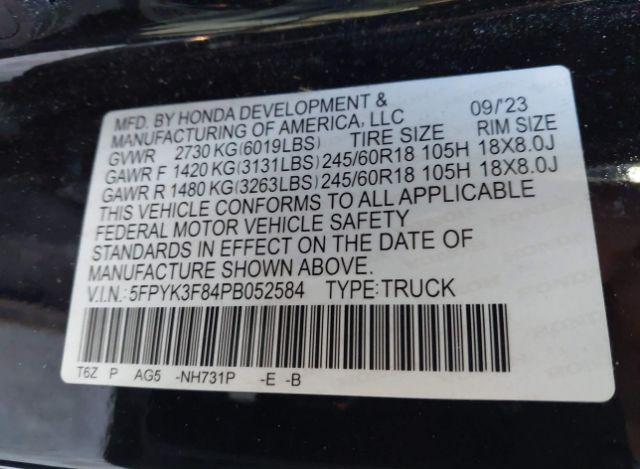 MFD. BY HONDA DEVELOPMENT & 09/'23
MANUFACTURING OF AMERICA, LLC
GVWR 2730 KG(6019LBS) TIRE SIZE RIM SIZE
GAWR F 1420 KG(3131LBS) 245/60R18 105H 18X8.0J
GAWR R 1480 KG(3263LBS) 245/60R18 105H 18X8.0J
THIS VEHICLE CONFORMS TO ALL APPLICABLE
FEDERAL MOTOR VEHICLE SAFETY
STANDARDS IN EFFECT ON THE DATE OF
MANUFACTURE SHOWN ABOVE.
V.I.N.: 5FPYK3F84PB052584 TYPE: TRUCK
T6Z P AG5 -NH731P -E -B